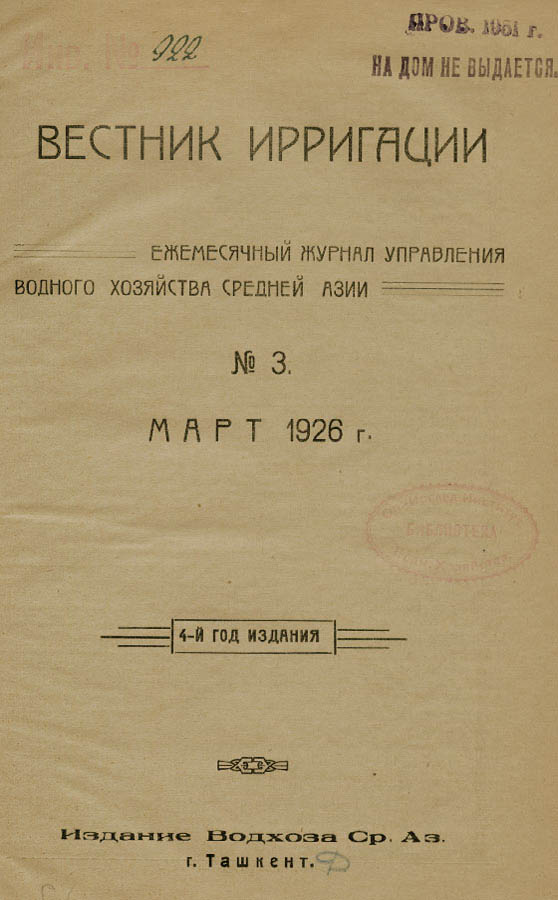 Инв. № 922
ПРОВ. 1951 г.
НА ДОМ НЕ ВЫДАЕТСЯ.
ВЕСТНИК ИРРИГАЦИИ
ЕЖЕМЕСЯЧНЫЙ ЖУРНАЛ УПРАВЛЕНИЯ
ВОДНОГО ХОЗЯЙСТВА СРЕДНЕЙ АЗИИ
№ 3.
МАРТ 1926 г.
БИБЛИОТЕКА
4-Й ГОД ИЗДАНИЯ
Издание Водхоза Ср. Аз.
г. Ташкент.